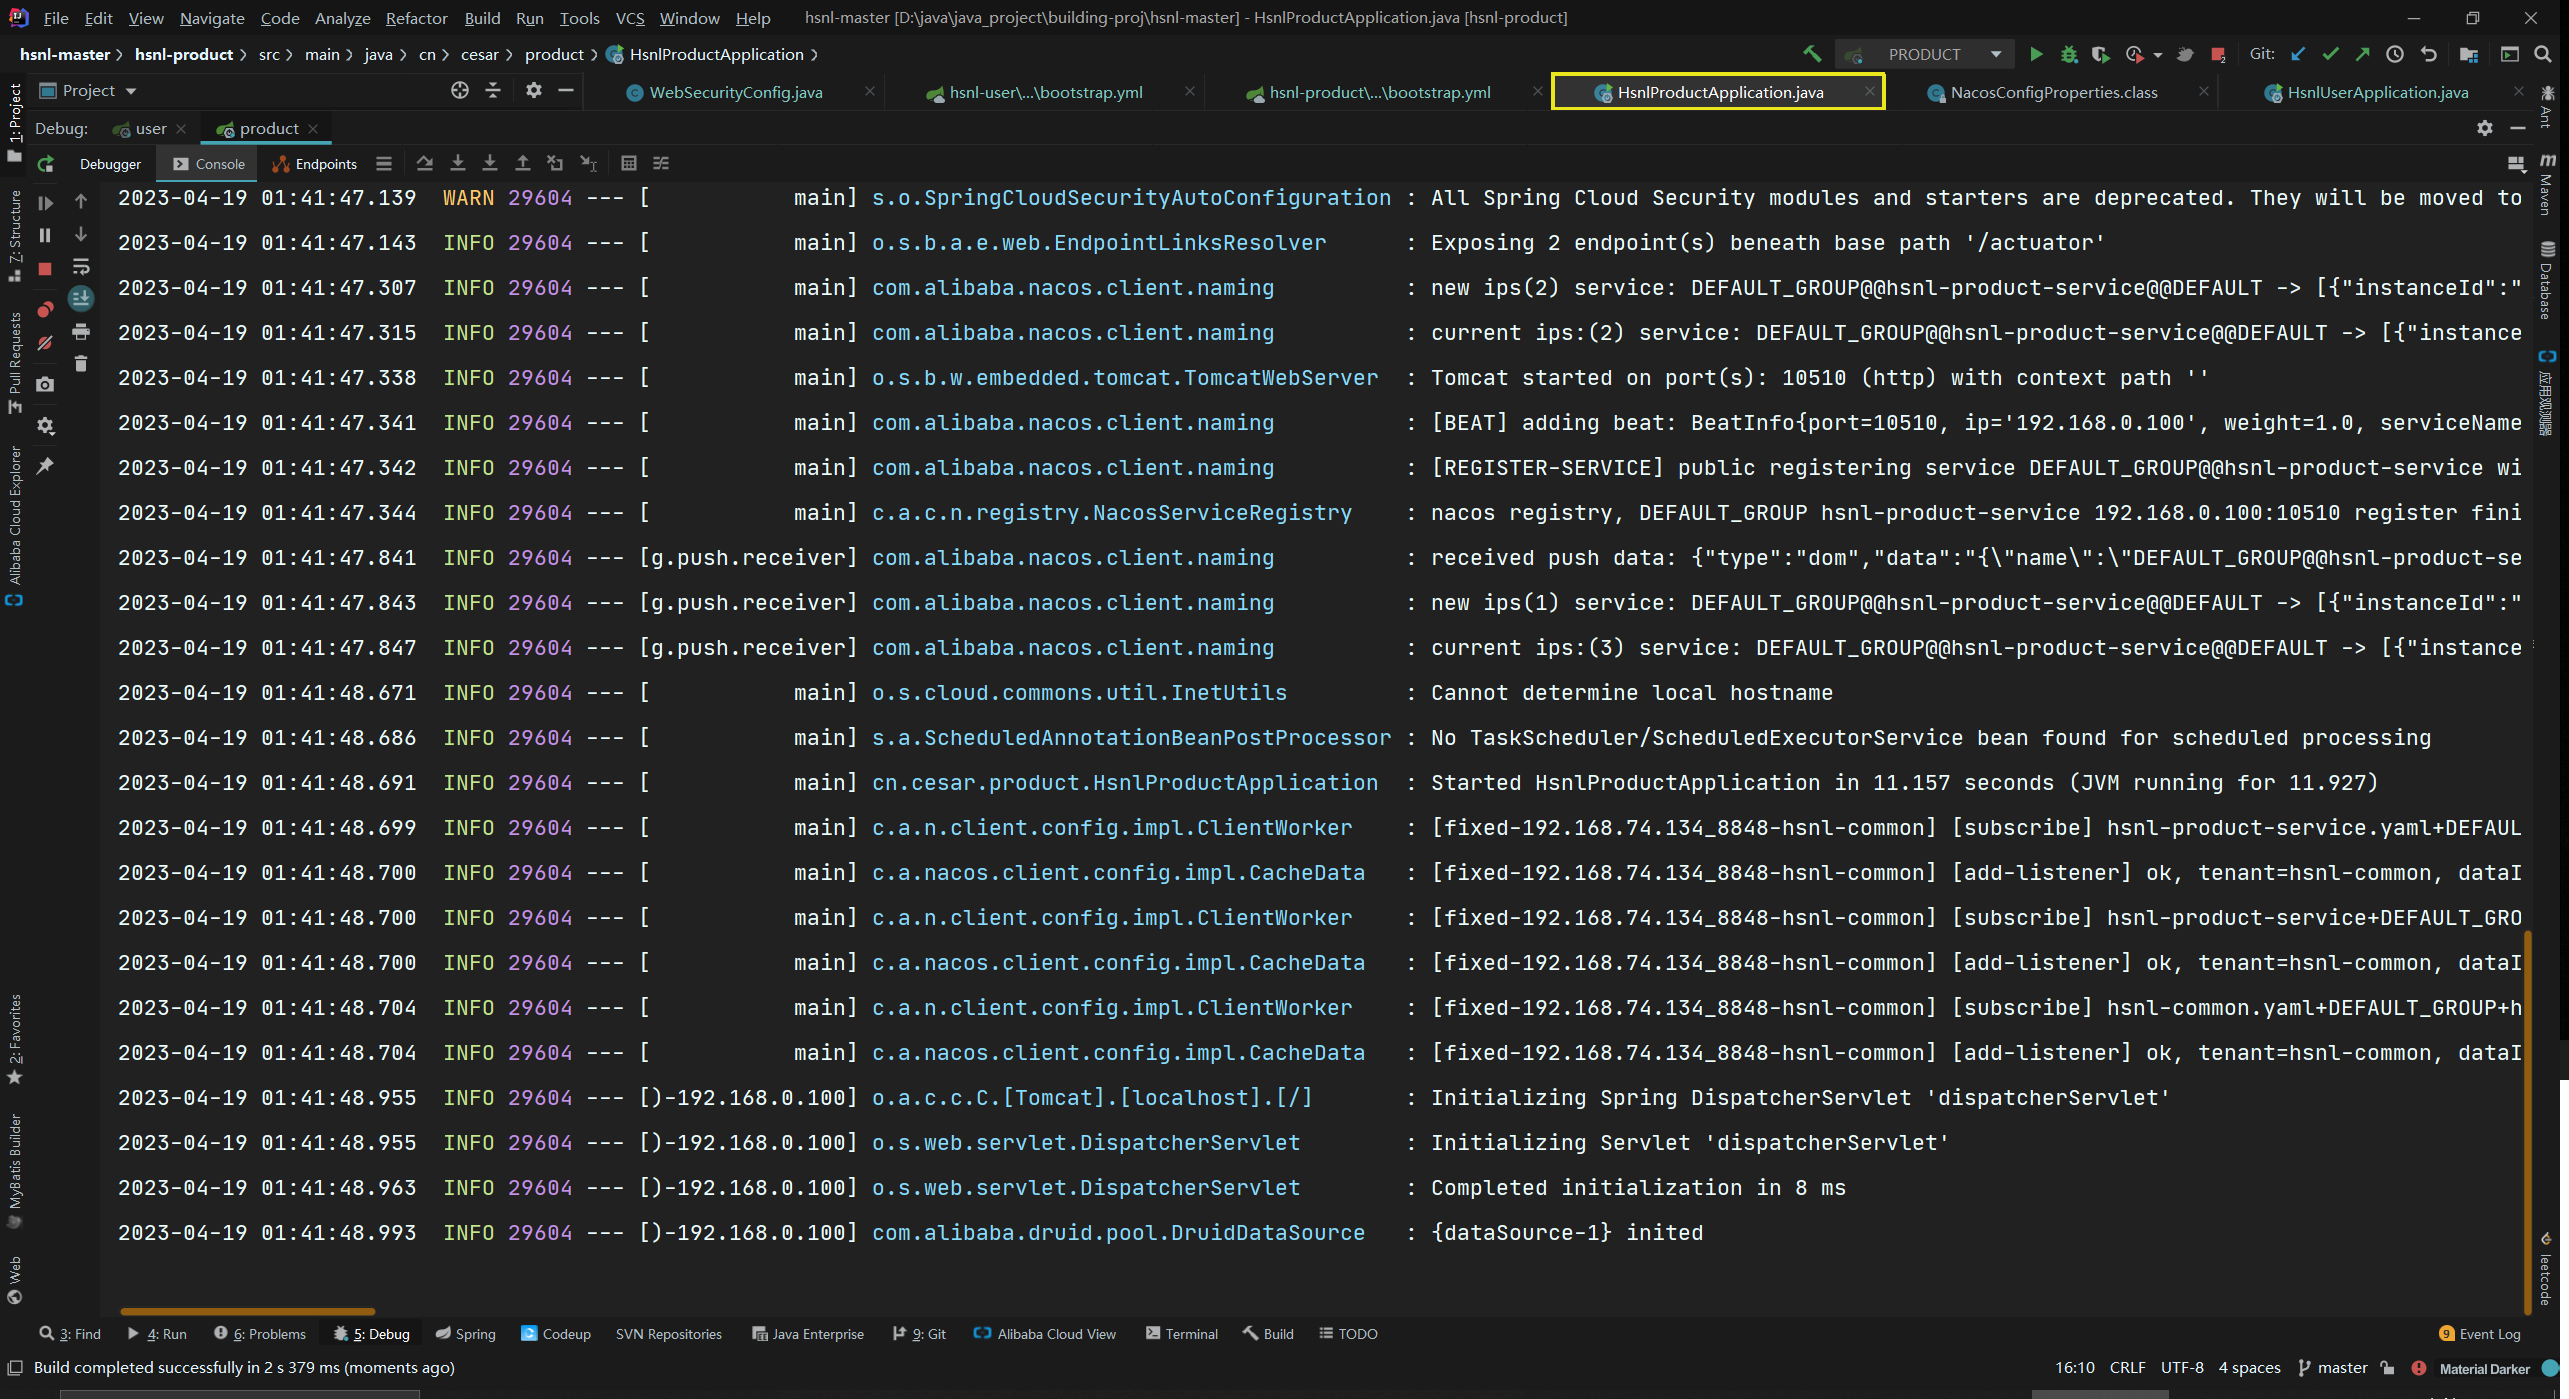 File Edit View Navigate Code Analyze Refactor Build Run Tools VCS Window Help hsnl-master [D:\java\java_project\building-proj\hsnl-master] - HsnlProductApplication.java [hsnl-product]
hsnl-master hsnl-product src main java cn cesar product HsnlProductApplication PRODUCT Git:
Project WebSecurityConfig.java hsnl-user\...\bootstrap.yml hsnl-product\...\bootstrap.yml HsnlProductApplication.java NacosConfigProperties.class HsnlUserApplication.java
Debug: user product
Debugger Console Endpoints
2023-04-19 01:41:47.139 WARN 29604 --- [ main] s.o.SpringCloudSecurityAutoConfiguration : All Spring Cloud Security modules and starters are deprecated. They will be moved to
2023-04-19 01:41:47.143 INFO 29604 --- [ main] o.s.b.a.e.web.EndpointLinksResolver : Exposing 2 endpoint(s) beneath base path '/actuator'
2023-04-19 01:41:47.307 INFO 29604 --- [ main] com.alibaba.nacos.client.naming : new ips(2) service: DEFAULT_GROUP@@hsnl-product-service@@DEFAULT -> [{"instanceId":"
2023-04-19 01:41:47.315 INFO 29604 --- [ main] com.alibaba.nacos.client.naming : current ips:(2) service: DEFAULT_GROUP@@hsnl-product-service@@DEFAULT -> [{"instance
2023-04-19 01:41:47.338 INFO 29604 --- [ main] o.s.b.w.embedded.tomcat.TomcatWebServer : Tomcat started on port(s): 10510 (http) with context path ''
2023-04-19 01:41:47.341 INFO 29604 --- [ main] com.alibaba.nacos.client.naming : [BEAT] adding beat: BeatInfo{port=10510, ip='192.168.0.100', weight=1.0, serviceName
2023-04-19 01:41:47.342 INFO 29604 --- [ main] com.alibaba.nacos.client.naming : [REGISTER-SERVICE] public registering service DEFAULT_GROUP@@hsnl-product-service wi
2023-04-19 01:41:47.344 INFO 29604 --- [ main] c.a.c.n.registry.NacosServiceRegistry : nacos registry, DEFAULT_GROUP hsnl-product-service 192.168.0.100:10510 register fini
2023-04-19 01:41:47.841 INFO 29604 --- [g.push.receiver] com.alibaba.nacos.client.naming : received push data: {"type":"dom","data":"{\"name\":\"DEFAULT_GROUP@@hsnl-product-se
2023-04-19 01:41:47.843 INFO 29604 --- [g.push.receiver] com.alibaba.nacos.client.naming : new ips(1) service: DEFAULT_GROUP@@hsnl-product-service@@DEFAULT -> [{"instanceId":"
2023-04-19 01:41:47.847 INFO 29604 --- [g.push.receiver] com.alibaba.nacos.client.naming : current ips:(3) service: DEFAULT_GROUP@@hsnl-product-service@@DEFAULT -> [{"instance
2023-04-19 01:41:48.671 INFO 29604 --- [ main] o.s.cloud.commons.util.InetUtils : Cannot determine local hostname
2023-04-19 01:41:48.686 INFO 29604 --- [ main] s.a.ScheduledAnnotationBeanPostProcessor : No TaskScheduler/ScheduledExecutorService bean found for scheduled processing
2023-04-19 01:41:48.691 INFO 29604 --- [ main] cn.cesar.product.HsnlProductApplication : Started HsnlProductApplication in 11.157 seconds (JVM running for 11.927)
2023-04-19 01:41:48.699 INFO 29604 --- [ main] c.a.n.client.config.impl.ClientWorker : [fixed-192.168.74.134_8848-hsnl-common] [subscribe] hsnl-product-service.yaml+DEFAUL
2023-04-19 01:41:48.700 INFO 29604 --- [ main] c.a.nacos.client.config.impl.CacheData : [fixed-192.168.74.134_8848-hsnl-common] [add-listener] ok, tenant=hsnl-common, dataI
2023-04-19 01:41:48.700 INFO 29604 --- [ main] c.a.n.client.config.impl.ClientWorker : [fixed-192.168.74.134_8848-hsnl-common] [subscribe] hsnl-product-service+DEFAULT_GRO
2023-04-19 01:41:48.700 INFO 29604 --- [ main] c.a.nacos.client.config.impl.CacheData : [fixed-192.168.74.134_8848-hsnl-common] [add-listener] ok, tenant=hsnl-common, dataI
2023-04-19 01:41:48.704 INFO 29604 --- [ main] c.a.n.client.config.impl.ClientWorker : [fixed-192.168.74.134_8848-hsnl-common] [subscribe] hsnl-common.yaml+DEFAULT_GROUP+h
2023-04-19 01:41:48.704 INFO 29604 --- [ main] c.a.nacos.client.config.impl.CacheData : [fixed-192.168.74.134_8848-hsnl-common] [add-listener] ok, tenant=hsnl-common, dataI
2023-04-19 01:41:48.955 INFO 29604 --- [)-192.168.0.100] o.a.c.c.C.[Tomcat].[localhost].[/] : Initializing Spring DispatcherServlet 'dispatcherServlet'
2023-04-19 01:41:48.955 INFO 29604 --- [)-192.168.0.100] o.s.web.servlet.DispatcherServlet : Initializing Servlet 'dispatcherServlet'
2023-04-19 01:41:48.963 INFO 29604 --- [)-192.168.0.100] o.s.web.servlet.DispatcherServlet : Completed initialization in 8 ms
2023-04-19 01:41:48.993 INFO 29604 --- [)-192.168.0.100] com.alibaba.druid.pool.DruidDataSource : {dataSource-1} inited
1: Project
7: Structure
Pull Requests
Alibaba Cloud Explorer
2: Favorites
MyBatis Builder
Web
Ant
Maven
Database
应用观测器
leetcode
3: Find 4: Run 6: Problems 5: Debug Spring Codeup SVN Repositories Java Enterprise 9: Git Alibaba Cloud View Terminal Build TODO 9 Event Log
Build completed successfully in 2 s 379 ms (moments ago) 16:10 CRLF UTF-8 4 spaces master Material Darker